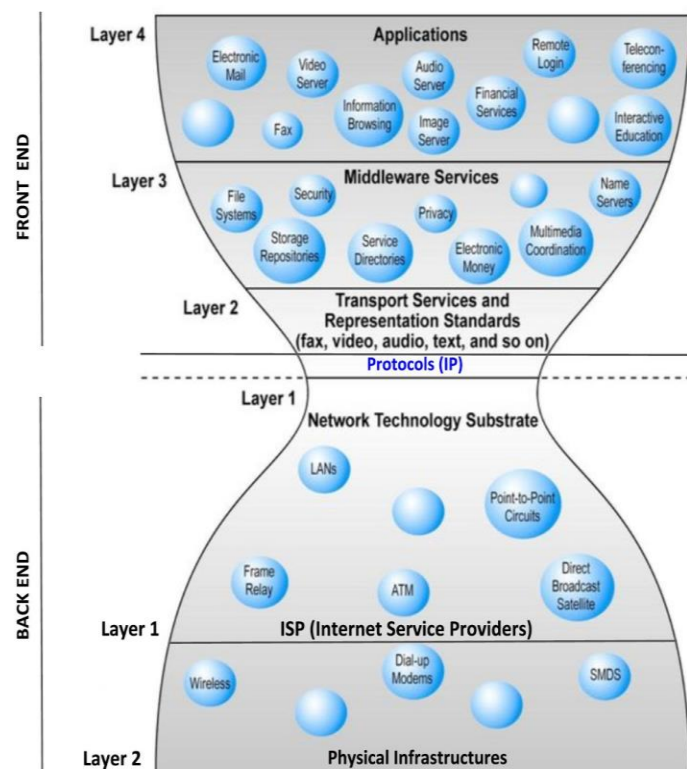 FRONT END
Layer 4
Applications
Electronic
Mail
Video
Server
Audio
Server
Remote
Login
Telecon-
ferencing
Fax
Information
Browsing
Image
Server
Financial
Services
Interactive
Education
Layer 3
Middleware Services
File
Systems
Security
Privacy
Name
Servers
Storage
Repositories
Service
Directories
Electronic
Money
Multimedia
Coordination
Layer 2
Transport Services and
Representation Standards
(fax, video, audio, text, and so on)
Protocols (IP)
BACK END
Layer 1
Network Technology Substrate
LANs
Point-to-Point
Circuits
Frame
Relay
ATM
Direct
Broadcast
Satellite
Layer 1
ISP (Internet Service Providers)
Wireless
Dial-up
Modems
SMDS
Layer 2
Physical Infrastructures